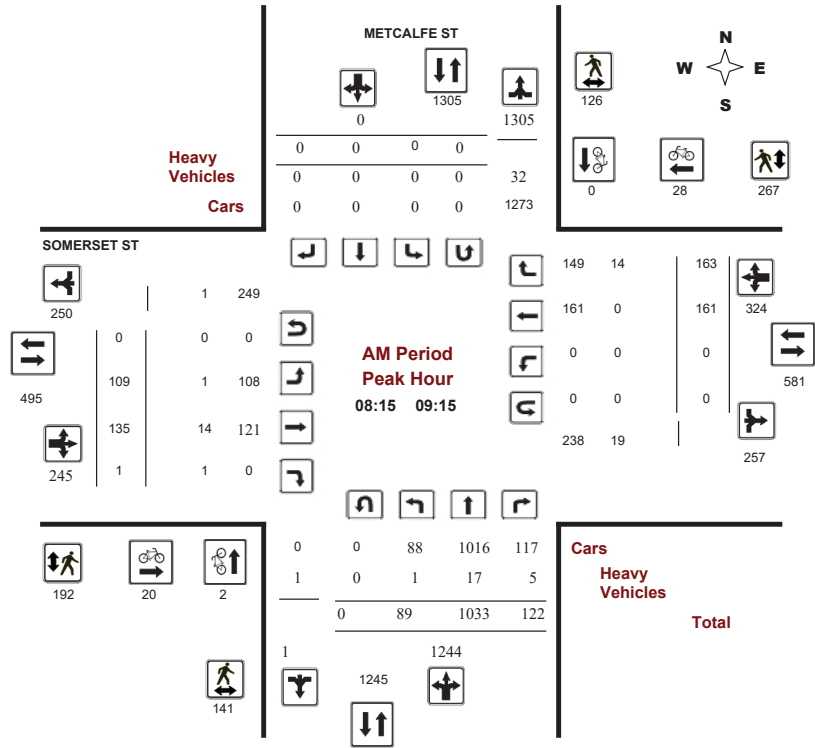 METCALFE ST
N
W E
S
1305
126
0 1305
0 0 0 0
Heavy
Vehicles
0 0 0 0 32
Cars
0 0 0 0 1273
0 28 267
SOMERSET ST
250
1 249
149 14 163
324
0 0 0
161 0 161
495
109 1 108
AM Period
Peak Hour
08:15 09:15
0 0 0
581
135 14 121
0 0 0
245
1 1 0
238 19
257
0 0 88 1016 117
Cars
1 0 1 17 5
Heavy
Vehicles
192 20 2
0 89 1033 122
Total
1 1244
1245
141